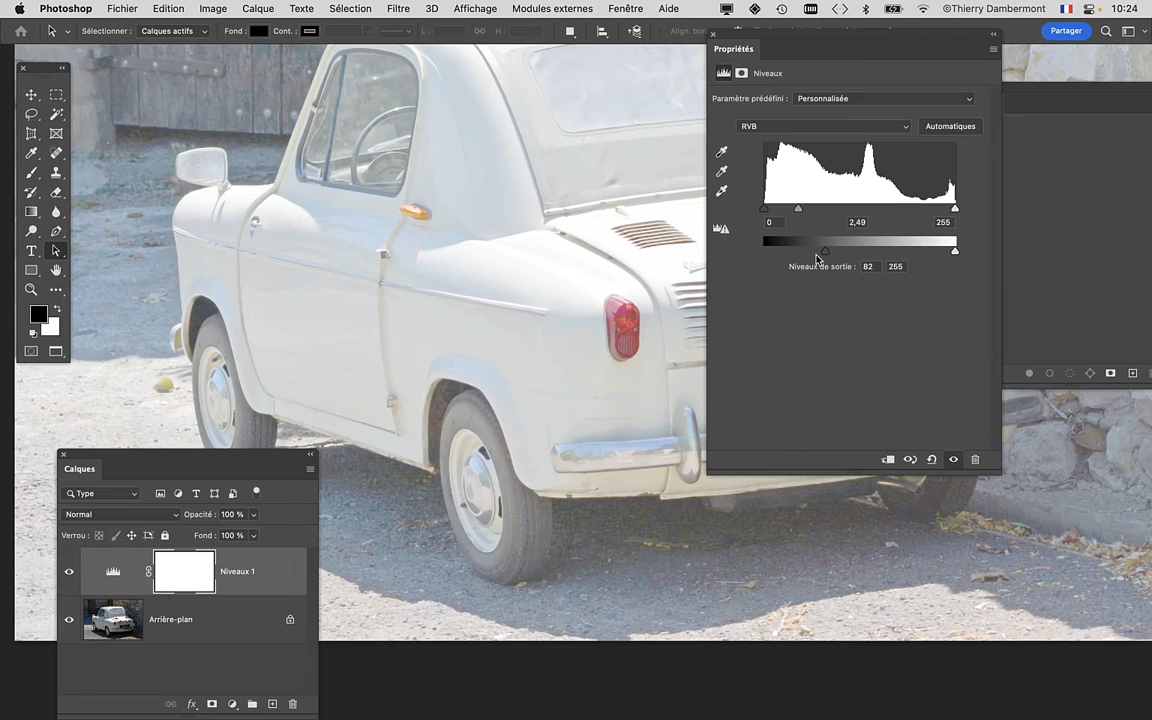 Photoshop Fichier Edition Image Calque Texte Sélection Filtre 3D Affichage Modules externes Fenêtre Aide ©Thierry Dambermont 10:24
Sélectionner : Calques actifs Fond : Cont. : L : H : Align. bor Partager
Propriétés
Niveaux
Paramètre prédéfini : Personnalisée
RVB Automatiques
0 2,49 255
Niveaux de sortie : 82 255
Calques
Type
Normal Opacité : 100 %
Verrou : Fond : 100 %
Niveaux 1
Arrière-plan
fx